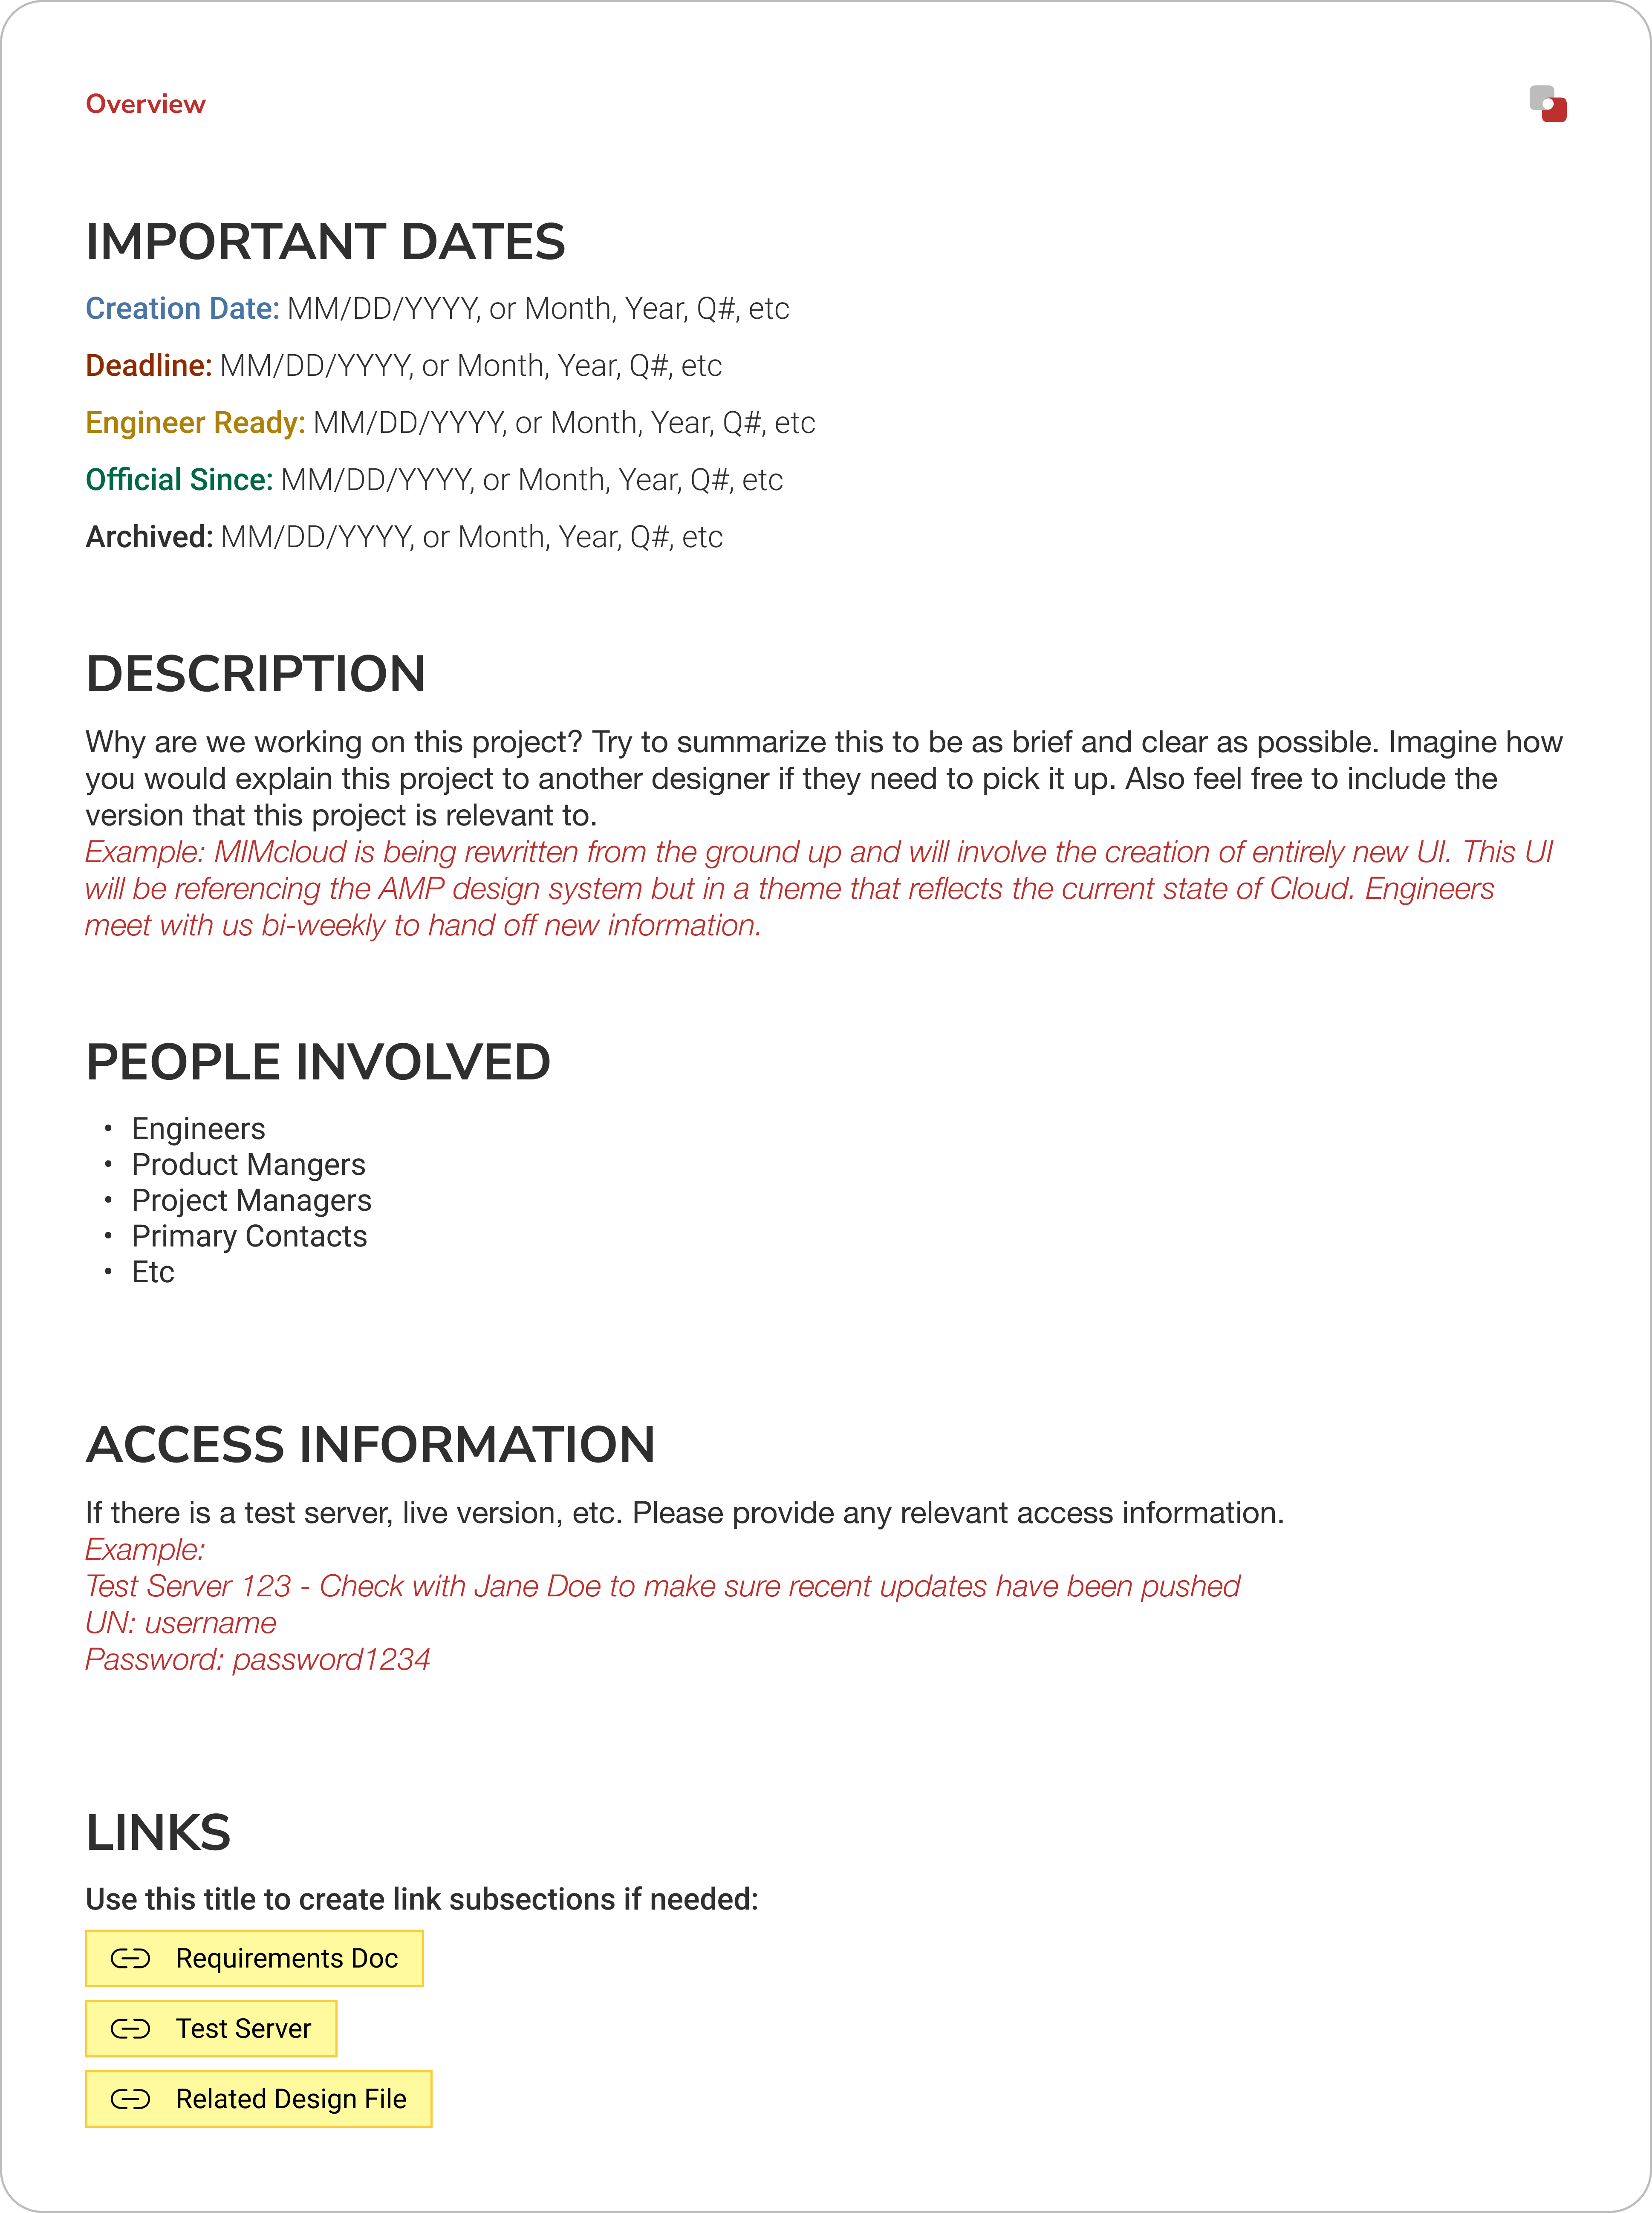 Overview
IMPORTANT DATES
Creation Date: MM/DD/YYYY, or Month, Year, Q#, etc
Deadline: MM/DD/YYYY, or Month, Year, Q#, etc
Engineer Ready: MM/DD/YYYY, or Month, Year, Q#, etc
Official Since: MM/DD/YYYY, or Month, Year, Q#, etc
Archived: MM/DD/YYYY, or Month, Year, Q#, etc
DESCRIPTION
Why are we working on this project? Try to summarize this to be as brief and clear as possible. Imagine how
you would explain this project to another designer if they need to pick it up. Also feel free to include the
version that this project is relevant to.
Example: MIMcloud is being rewritten from the ground up and will involve the creation of entirely new UI. This UI
will be referencing the AMP design system but in a theme that reflects the current state of Cloud. Engineers
meet with us bi-weekly to hand off new information.
PEOPLE INVOLVED
• Engineers
• Product Mangers
• Project Managers
• Primary Contacts
• Etc
ACCESS INFORMATION
If there is a test server, live version, etc. Please provide any relevant access information.
Example:
Test Server 123 - Check with Jane Doe to make sure recent updates have been pushed
UN: username
Password: password1234
LINKS
Use this title to create link subsections if needed:
Requirements Doc
Test Server
Related Design File